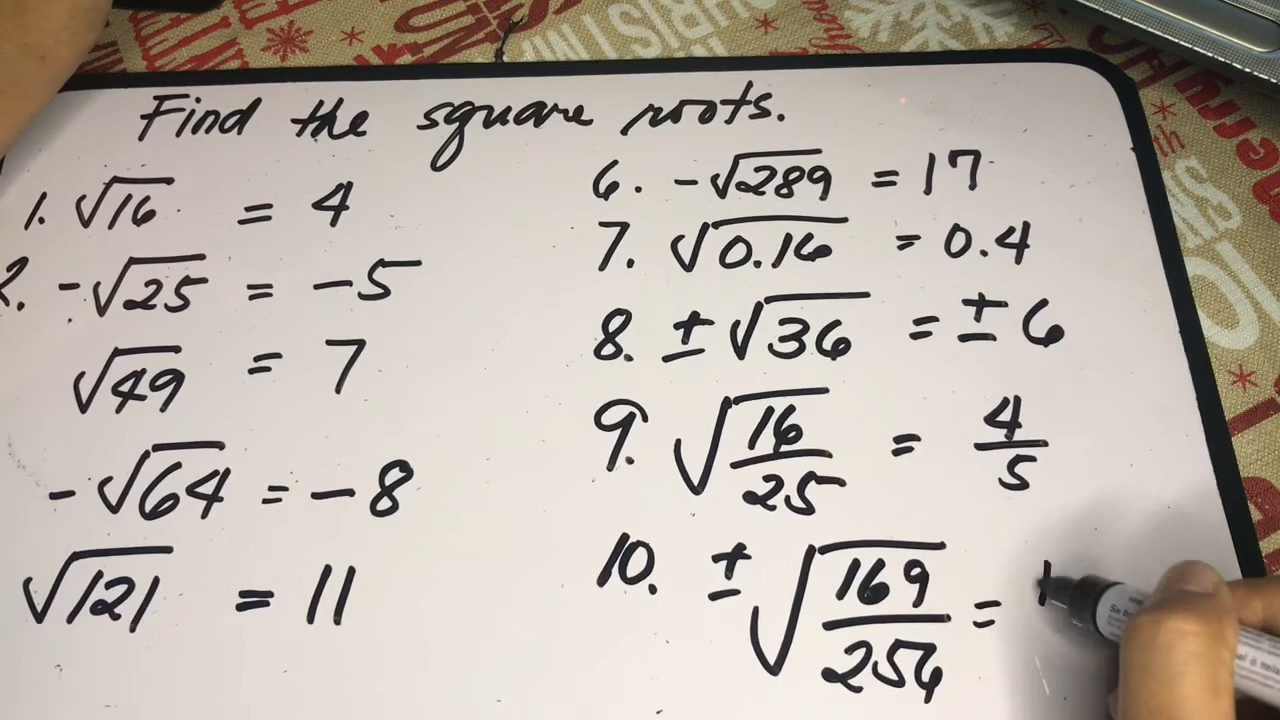 Find the square roots.
1. √16 = 4
2. -√25 = -5
√49 = 7
-√64 = -8
√121 = 11
6. -√289 = 17
7. √0.16 = 0.4
8. ±√36 = ±6
9. √16/25 = 4/5
10. ±√169/256 =